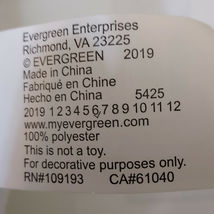 Evergreen Enterprises
Richmond, VA 23225
© EVERGREEN 2019
Made in China
Fabriqué en Chine
Hecho en China 5425
2019 1 2 3 4 5 6 7 8 9 10 11 12
www.myevergreen.com
100% polyester
This is not a toy.
For decorative purposes only.
RN#109193 CA#61040